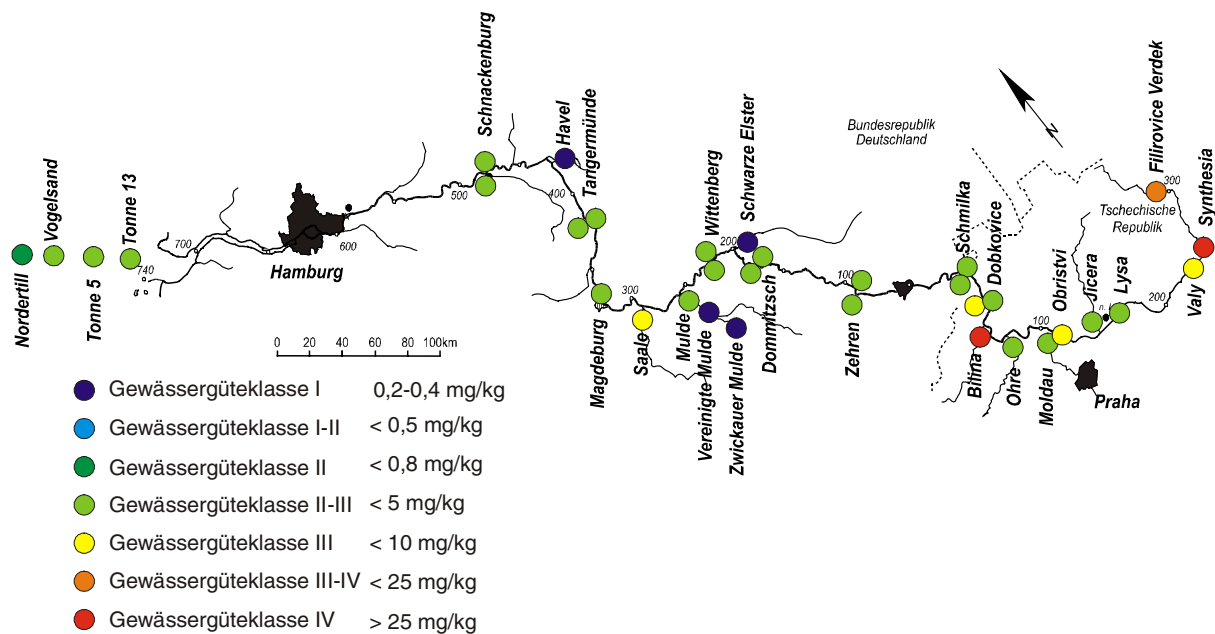 Nordertill
Vogelsand
Tonne 5
Tonne 13
740
700
Hamburg
600
500
Schnackenburg
Havel
400
Tangermünde
Magdeburg
300
Saale
Mulde
Vereinigte Mulde
Zwickauer Mulde
Wittenberg
200
Schwarze Elster
Dommitzsch
100
Zehren
Bundesrepublik
Deutschland
N
Schmilka
Dobkovice
Bilina
Ohre
Moldau
100
Obristvi
Jicera
Lysa
Praha
200
Valy
Synthesia
300
Filirovice Verdek
Tschechische
Republik
0 20 40 60 80 100km
Gewässergüteklasse I 0,2-0,4 mg/kg
Gewässergüteklasse I-II < 0,5 mg/kg
Gewässergüteklasse II < 0,8 mg/kg
Gewässergüteklasse II-III < 5 mg/kg
Gewässergüteklasse III < 10 mg/kg
Gewässergüteklasse III-IV < 25 mg/kg
Gewässergüteklasse IV > 25 mg/kg